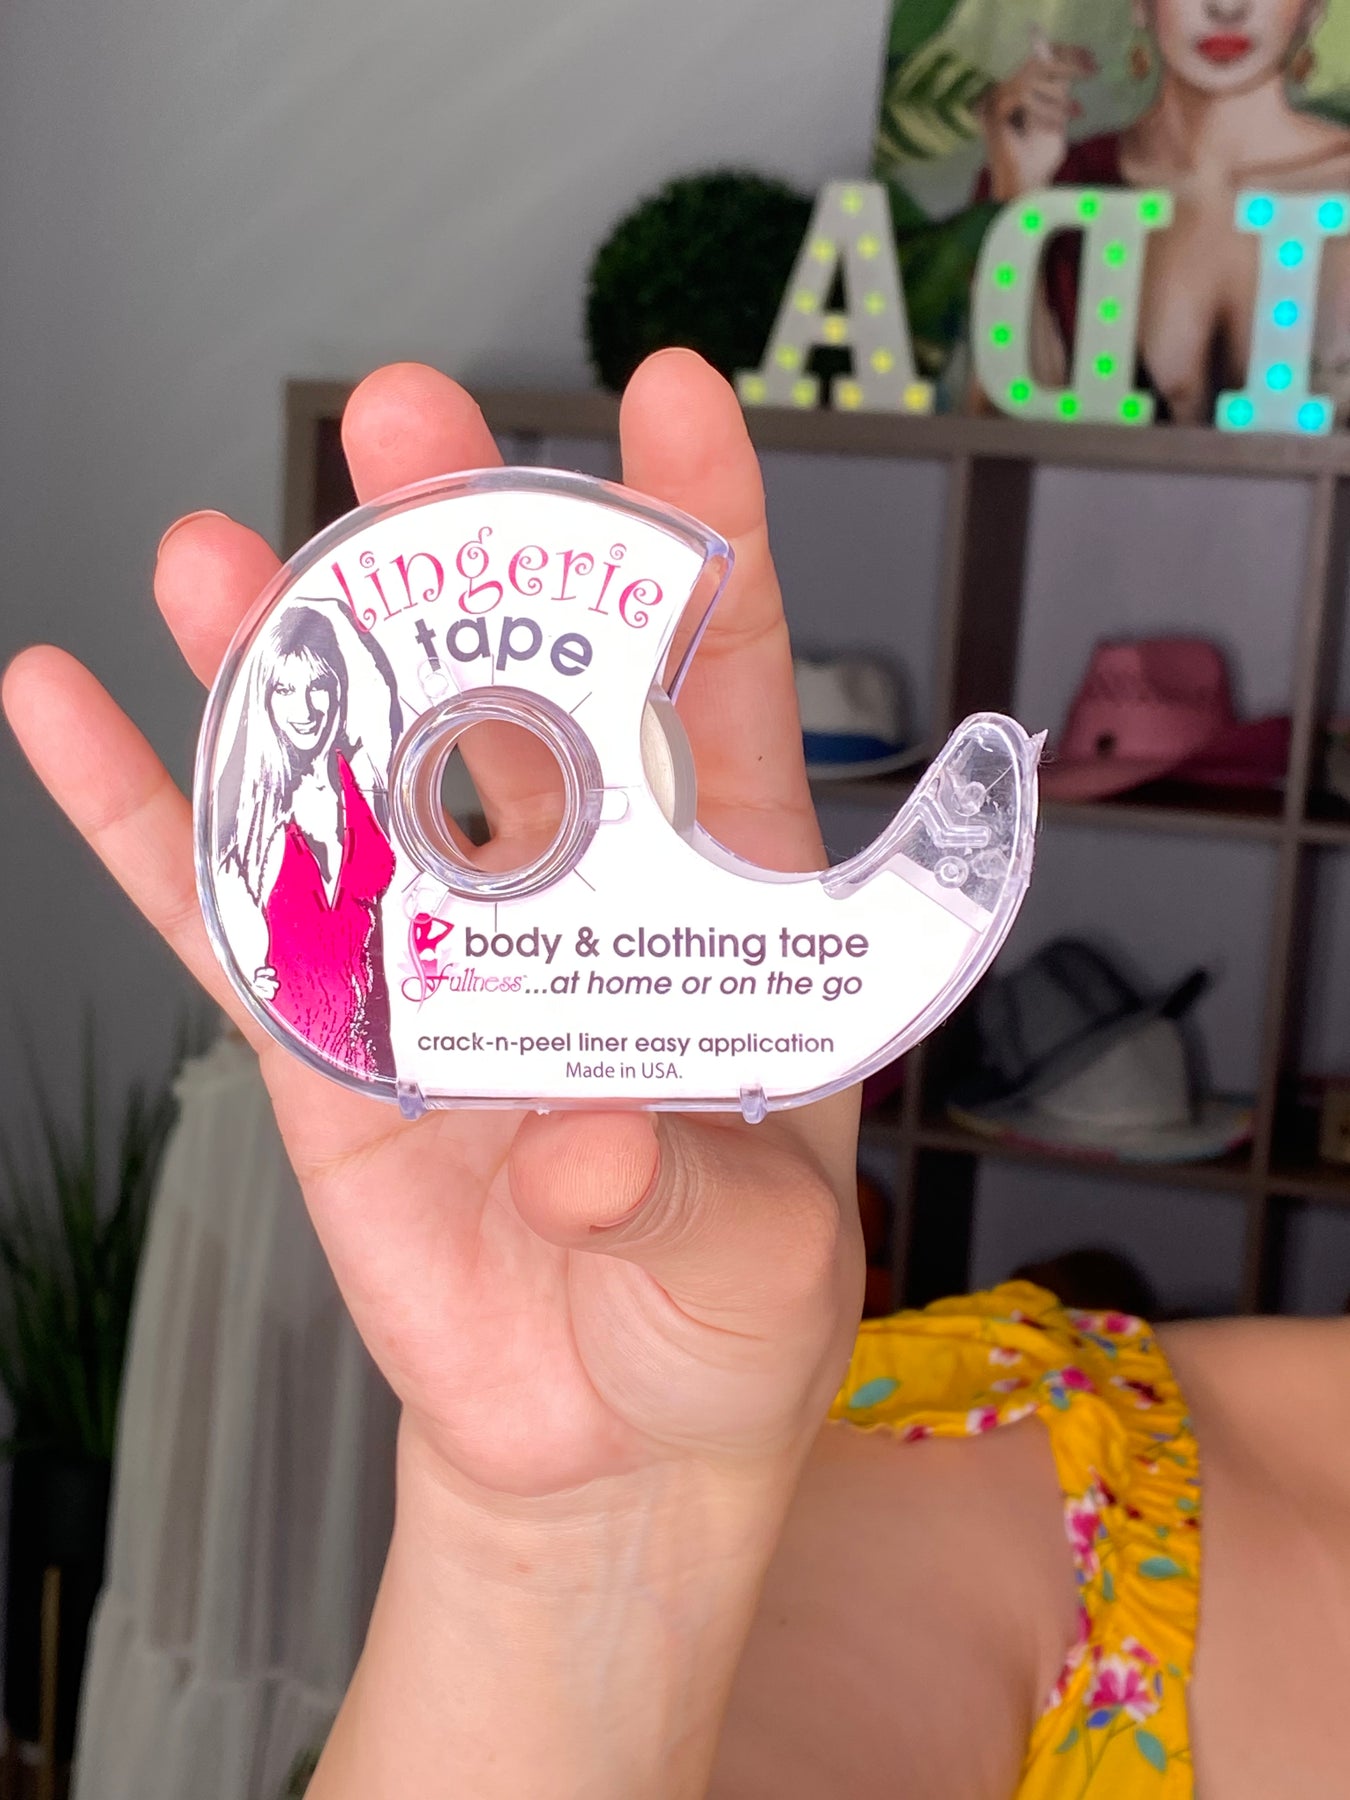 A D I
lingerie
tape
body & clothing tape
fullness™...at home or on the go
crack-n-peel liner easy application
Made in USA.